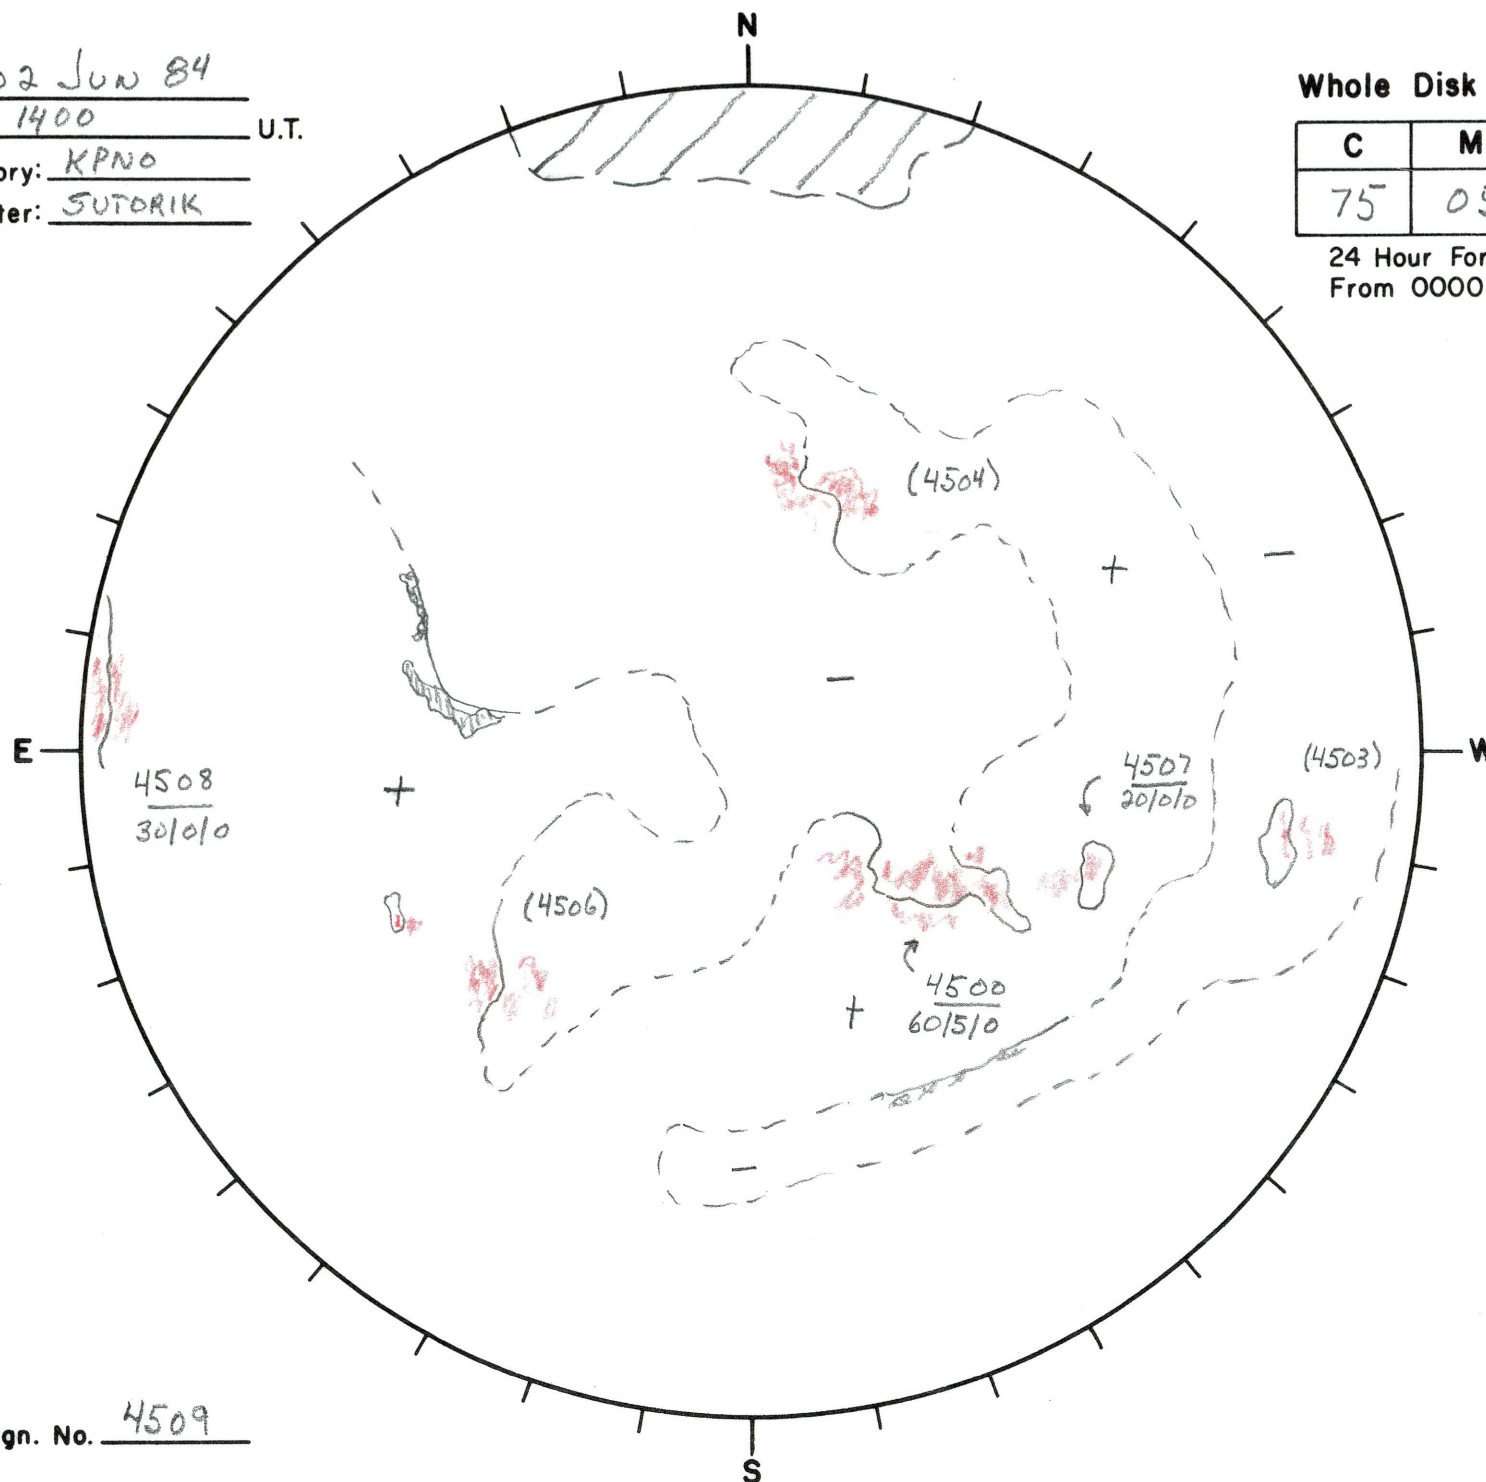 N
02 Jun 84
1400 U.T.
ory: KPNO
ter: SUTORIK
Whole Disk
C M
75 05
24 Hour For
From 0000
(4504)
+ −
−
E
W
4508
30/0/0
+
4507
20/0/0
(4503)
(4506)
4500
60/5/0
+
−
gn. No. 4509
S